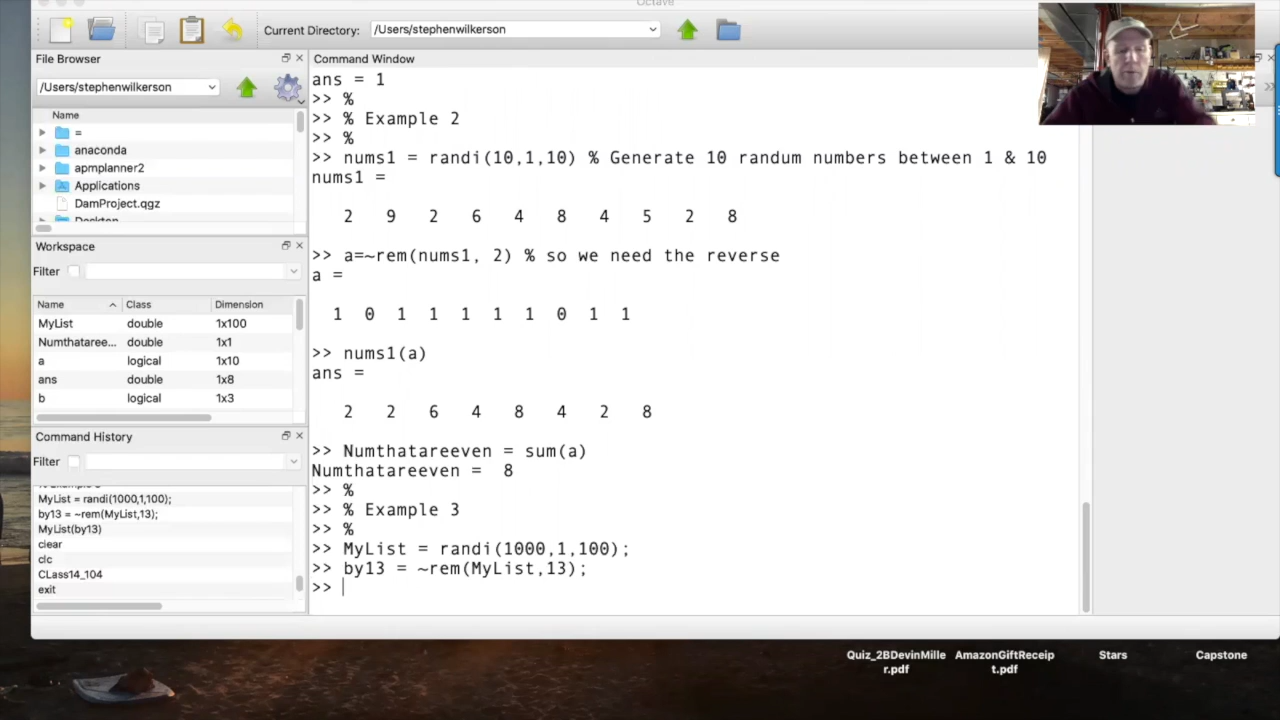 Octave
Current Directory: /Users/stephenwilkerson
File Browser
/Users/stephenwilkerson
Name
=
anaconda
apmplanner2
Applications
DamProject.qgz
Desktop
Workspace
Filter
Name Class Dimension
MyList double 1x100
Numthataree... double 1x1
a logical 1x10
ans double 1x8
b logical 1x3
Command History
Filter
MyList = randi(1000,1,100);
by13 = ~rem(MyList,13);
MyList(by13)
clear
clc
CLass14_104
exit
Command Window
ans = 1
>> %
>> % Example 2
>> %
>> nums1 = randi(10,1,10) % Generate 10 randum numbers between 1 & 10
nums1 =
2 9 2 6 4 8 4 5 2 8
>> a=~rem(nums1, 2) % so we need the reverse
a =
1 0 1 1 1 1 1 0 1 1
>> nums1(a)
ans =
2 2 6 4 8 4 2 8
>> Numthatareeven = sum(a)
Numthatareeven = 8
>> %
>> % Example 3
>> %
>> MyList = randi(1000,1,100);
>> by13 = ~rem(MyList,13);
>>
Quiz_2BDevinMille
r.pdf
AmazonGiftReceip
t.pdf
Stars
Capstone